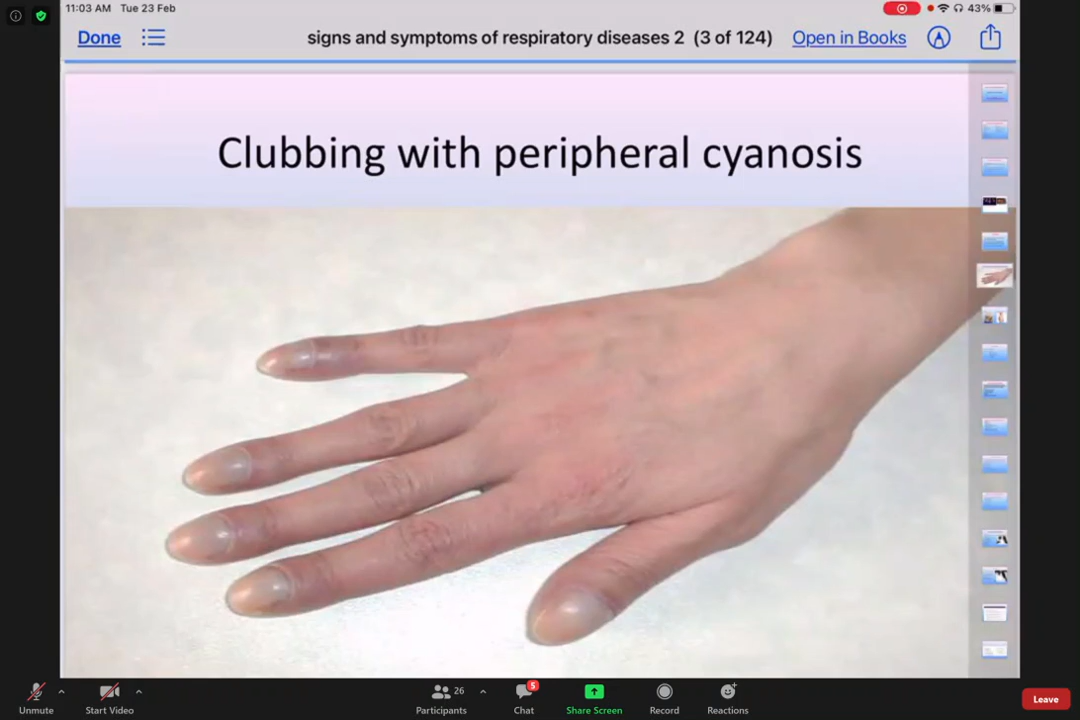 11:03 AM Tue 23 Feb
43%
Done
signs and symptoms of respiratory diseases 2 (3 of 124)
Open in Books
Clubbing with peripheral cyanosis
Unmute
Start Video
26
Participants
5
Chat
Share Screen
Record
Reactions
Leave